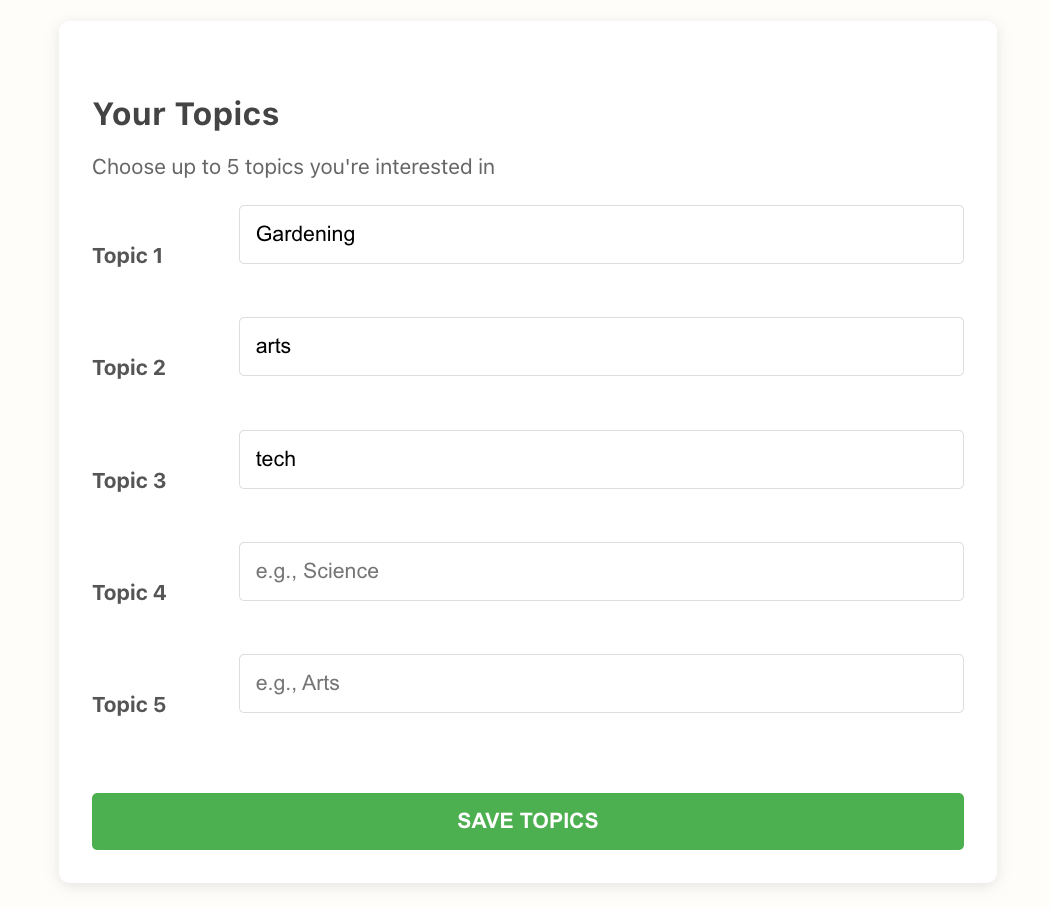 Your Topics
Choose up to 5 topics you're interested in
Topic 1
Gardening
Topic 2
arts
Topic 3
tech
Topic 4
e.g., Science
Topic 5
e.g., Arts
SAVE TOPICS